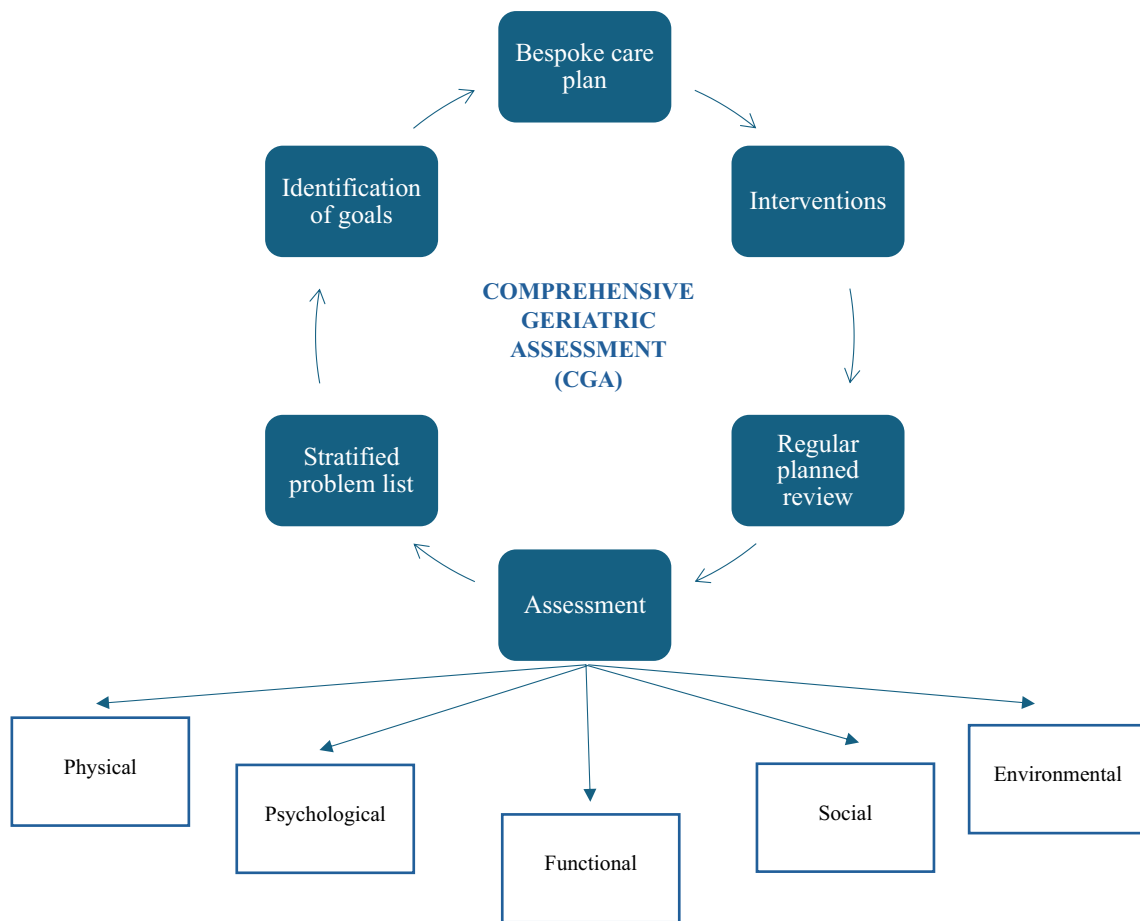 Bespoke care
plan
Identification
of goals
Interventions
COMPREHENSIVE
GERIATRIC
ASSESSMENT
(CGA)
Stratified
problem list
Regular
planned
review
Assessment
Physical
Psychological
Functional
Social
Environmental